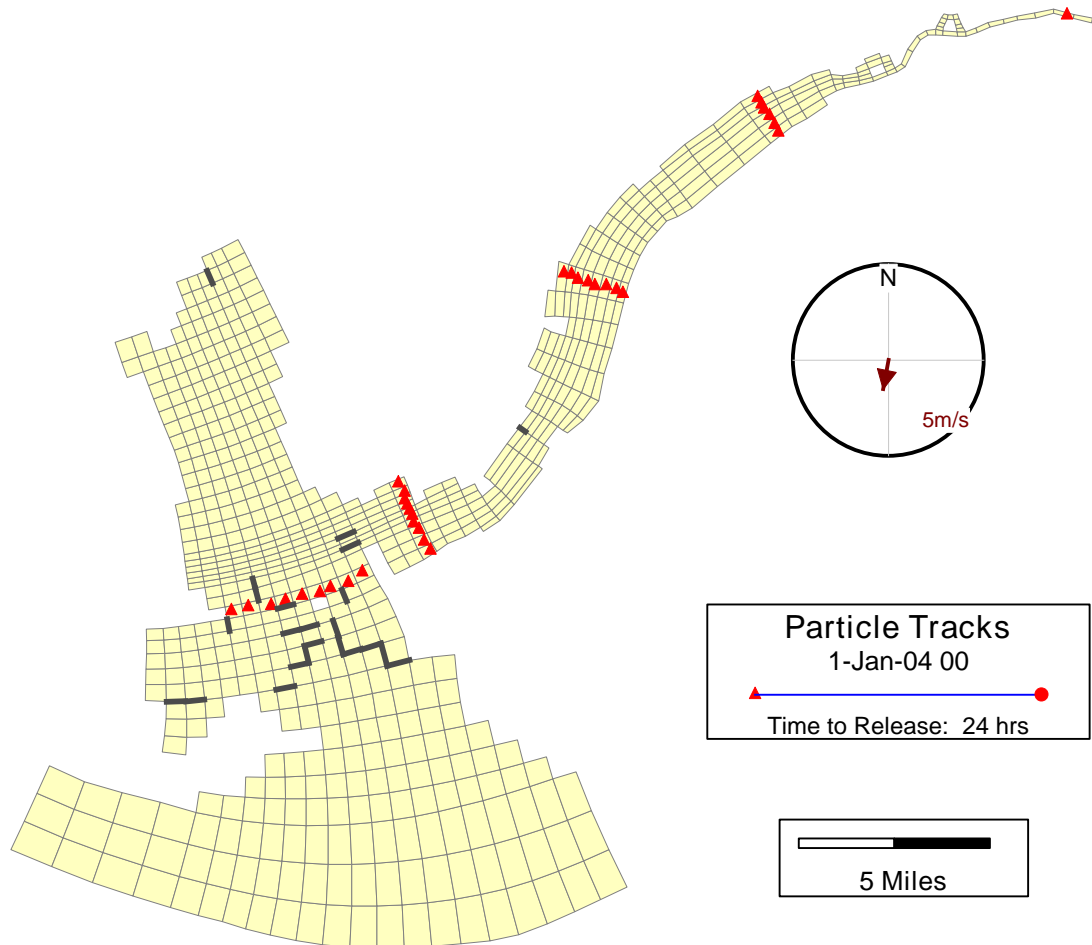 N
5m/s
Particle Tracks
1-Jan-04 00
Time to Release: 24 hrs
5 Miles